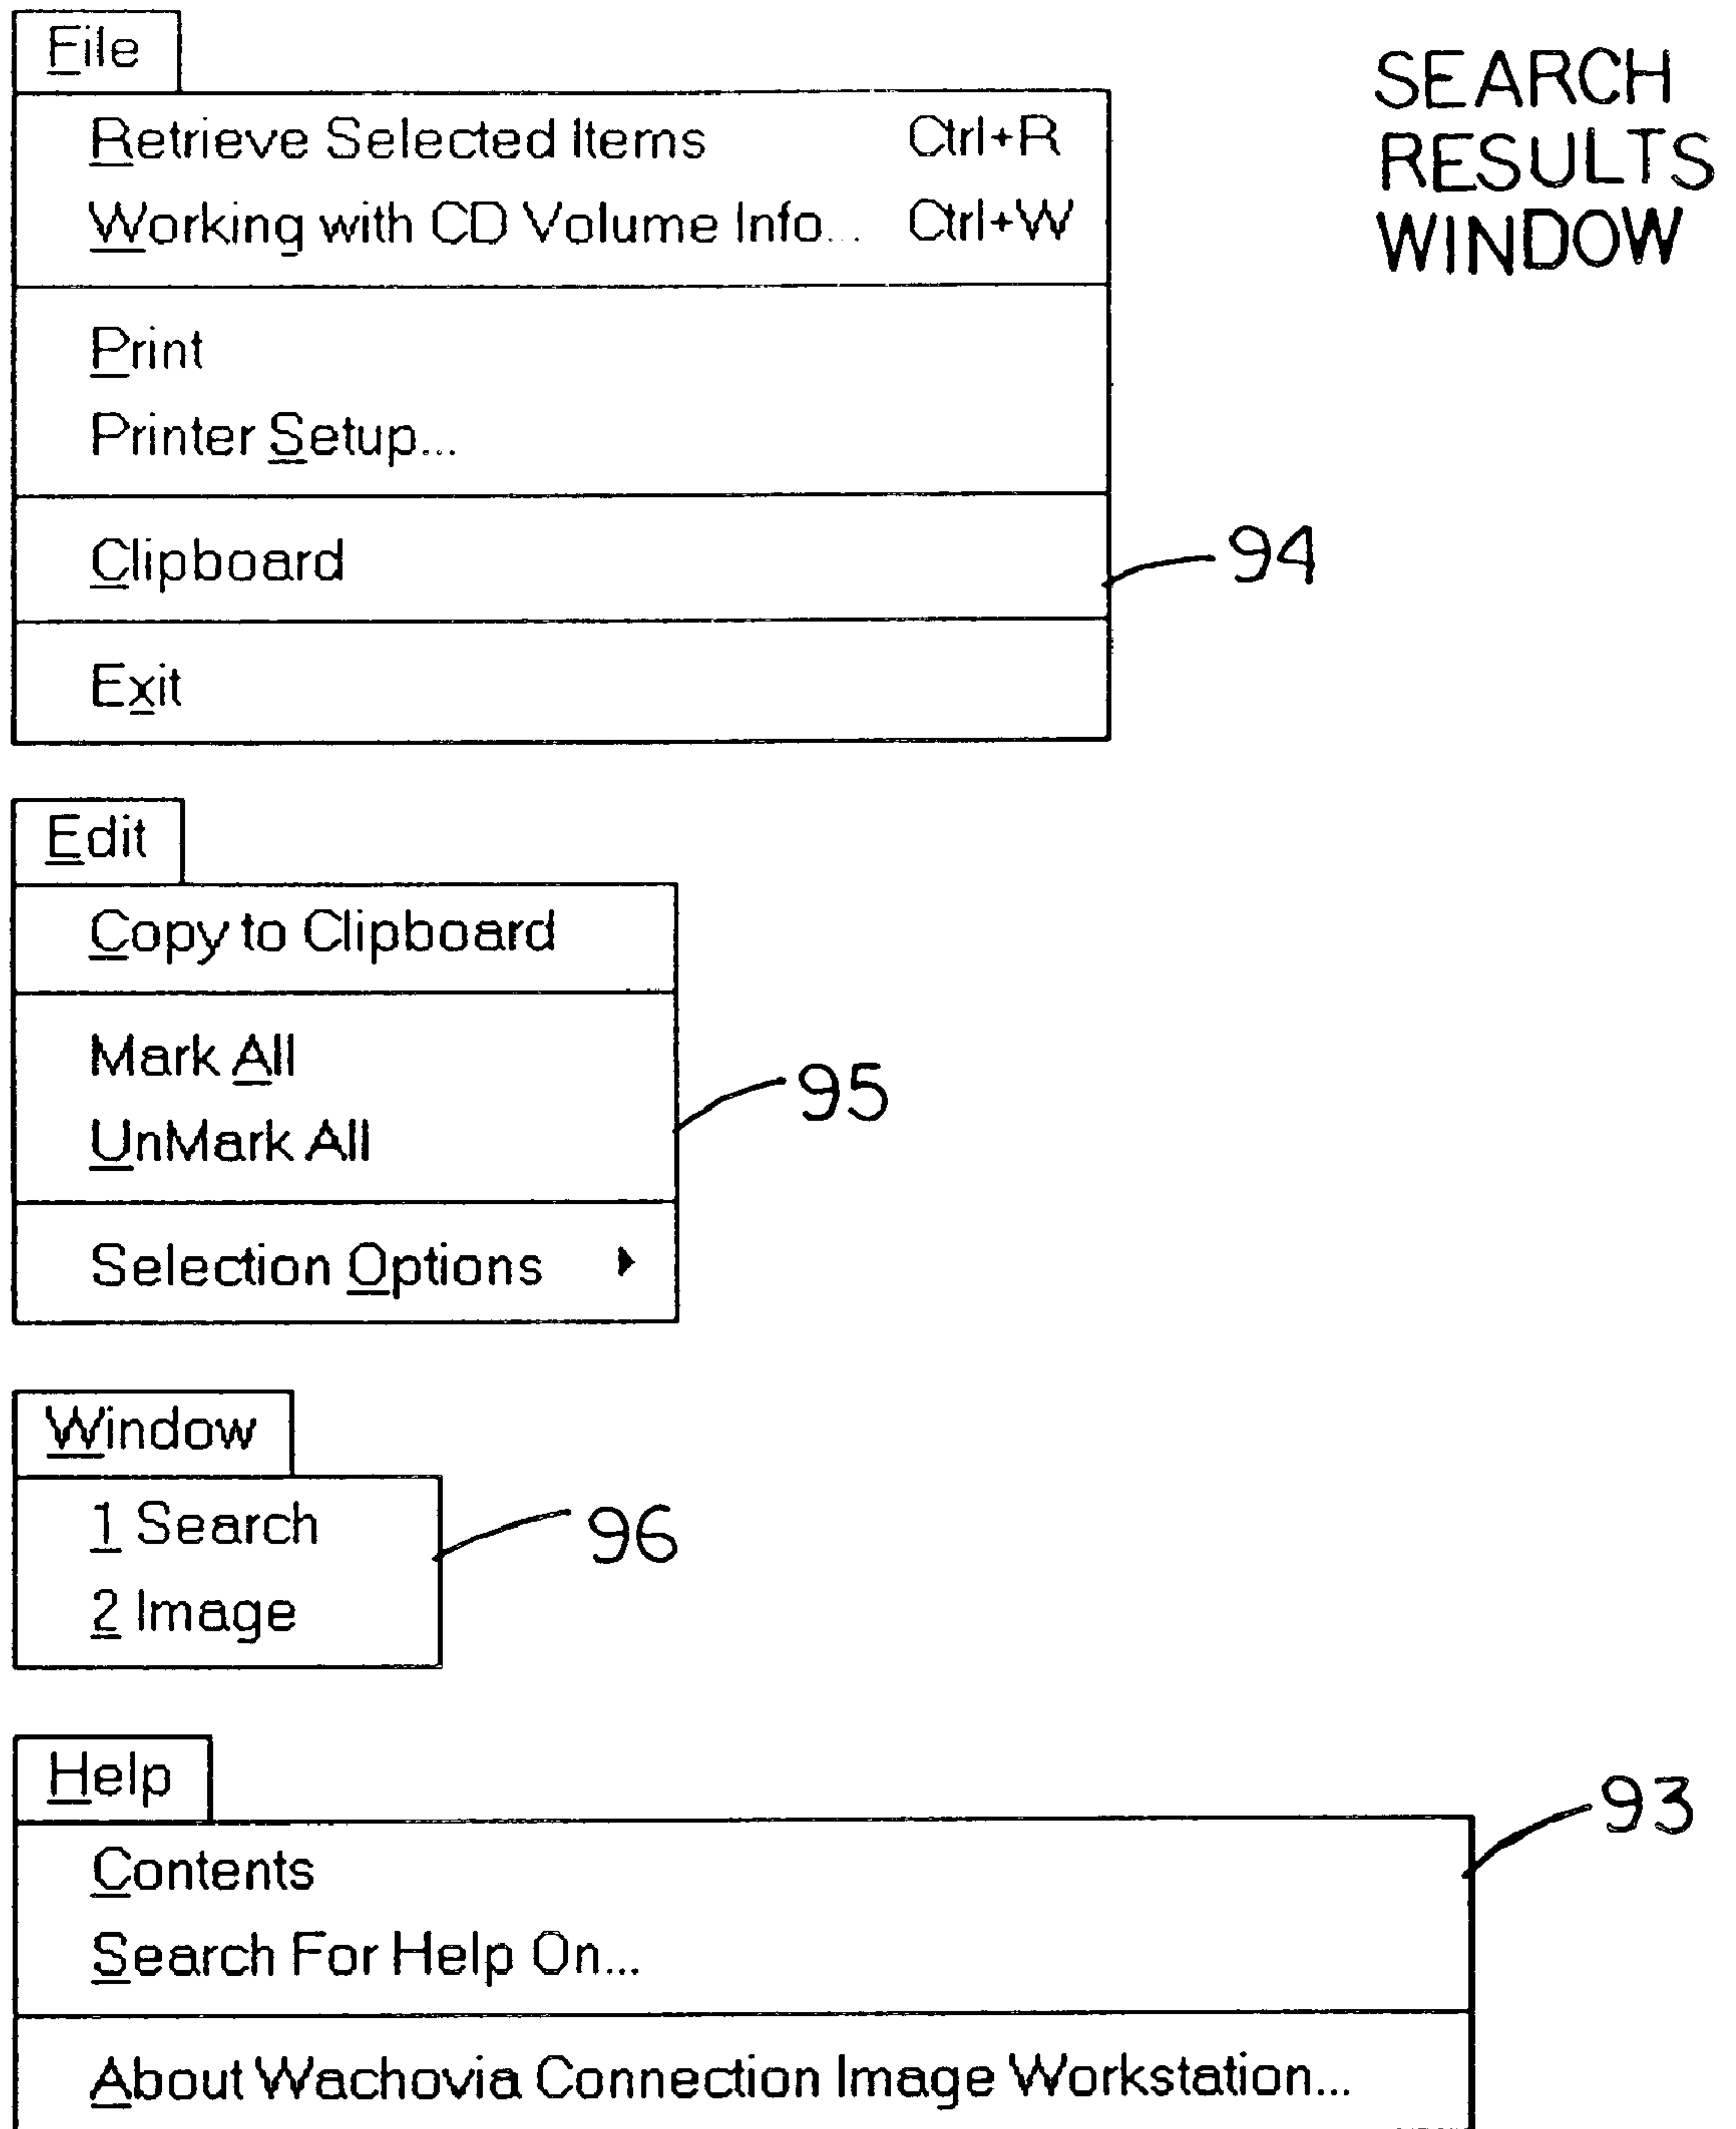 File
SEARCH
RESULTS
WINDOW
Retrieve Selected Items Ctrl+R
Working with CD Volume Info... Ctrl+W
Print
Printer Setup...
Clipboard
94
Exit
Edit
Copy to Clipboard
Mark All
95
UnMark All
Selection Options
Window
1 Search
96
2 Image
Help
93
Contents
Search For Help On...
About Wachovia Connection Image Workstation...